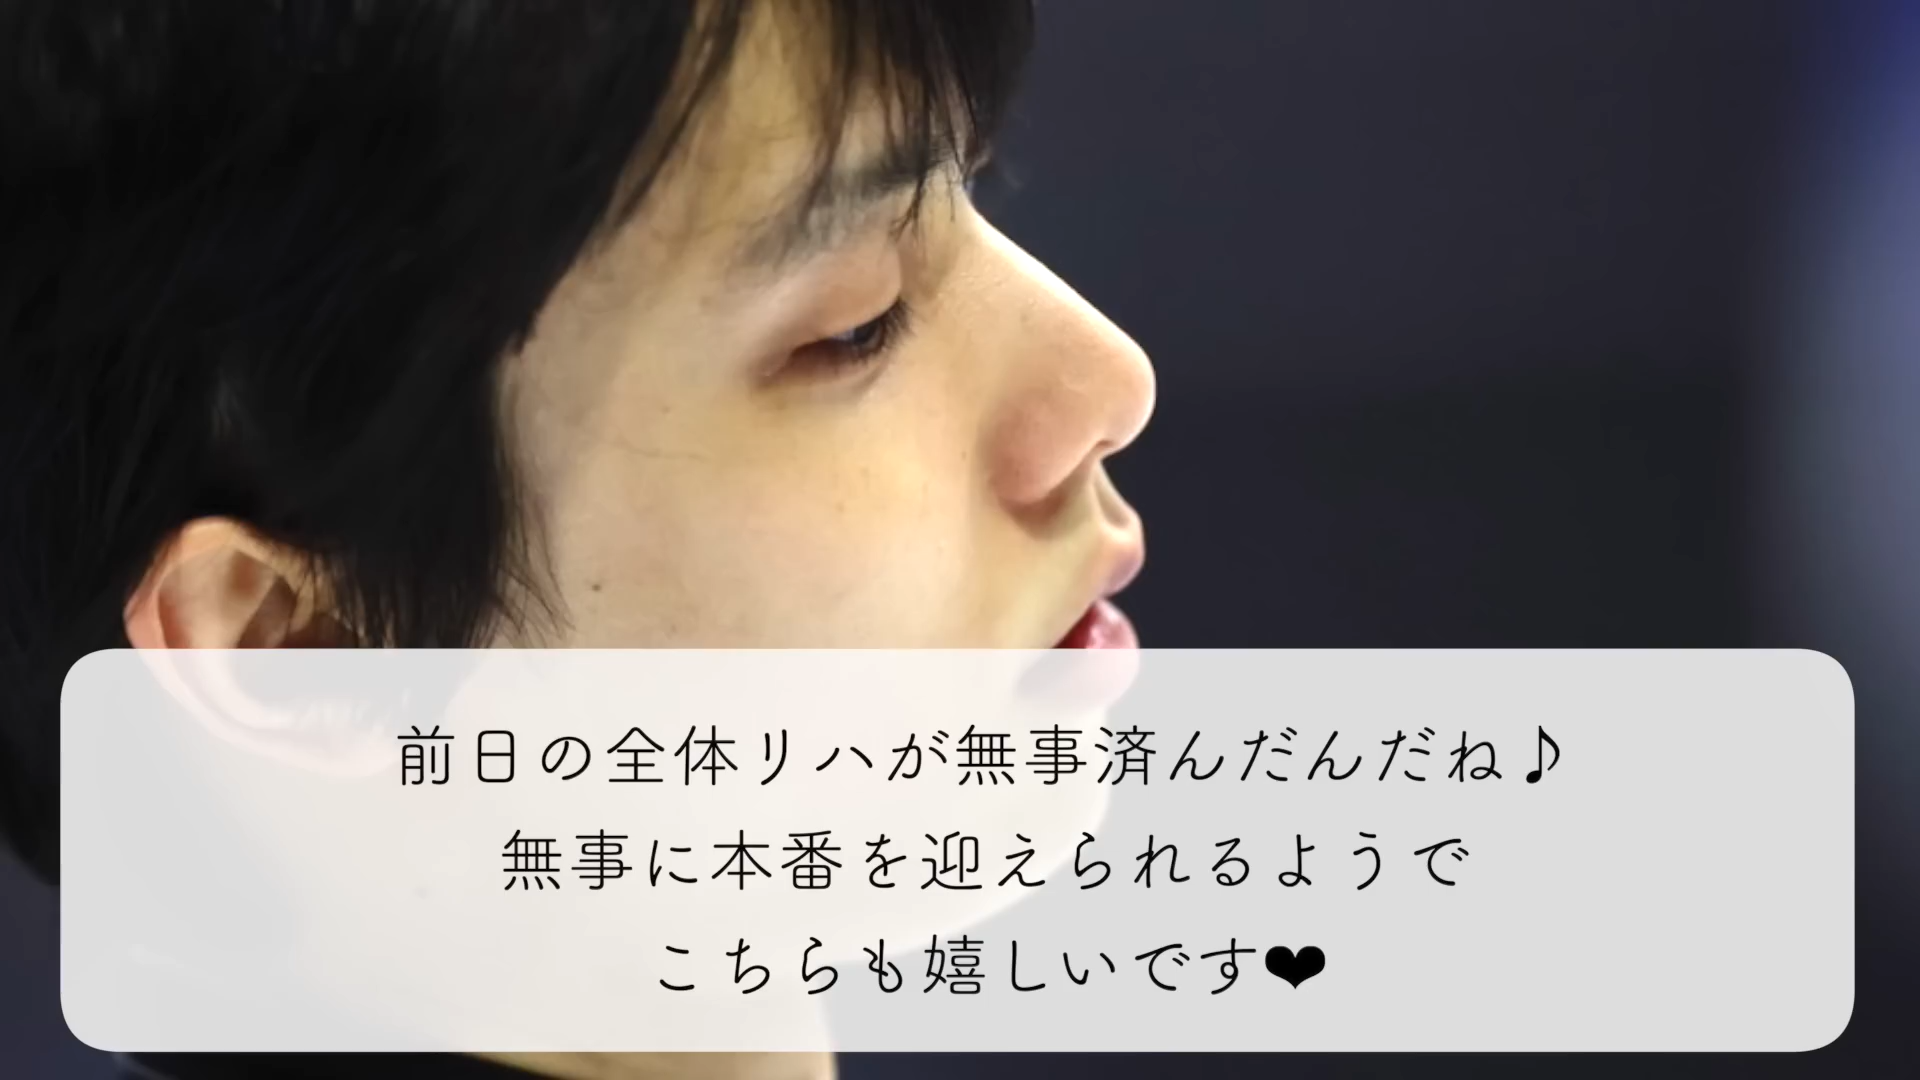 前日の全体リハが無事済んだんだね♪
無事に本番を迎えられるようで
こちらも嬉しいです❤